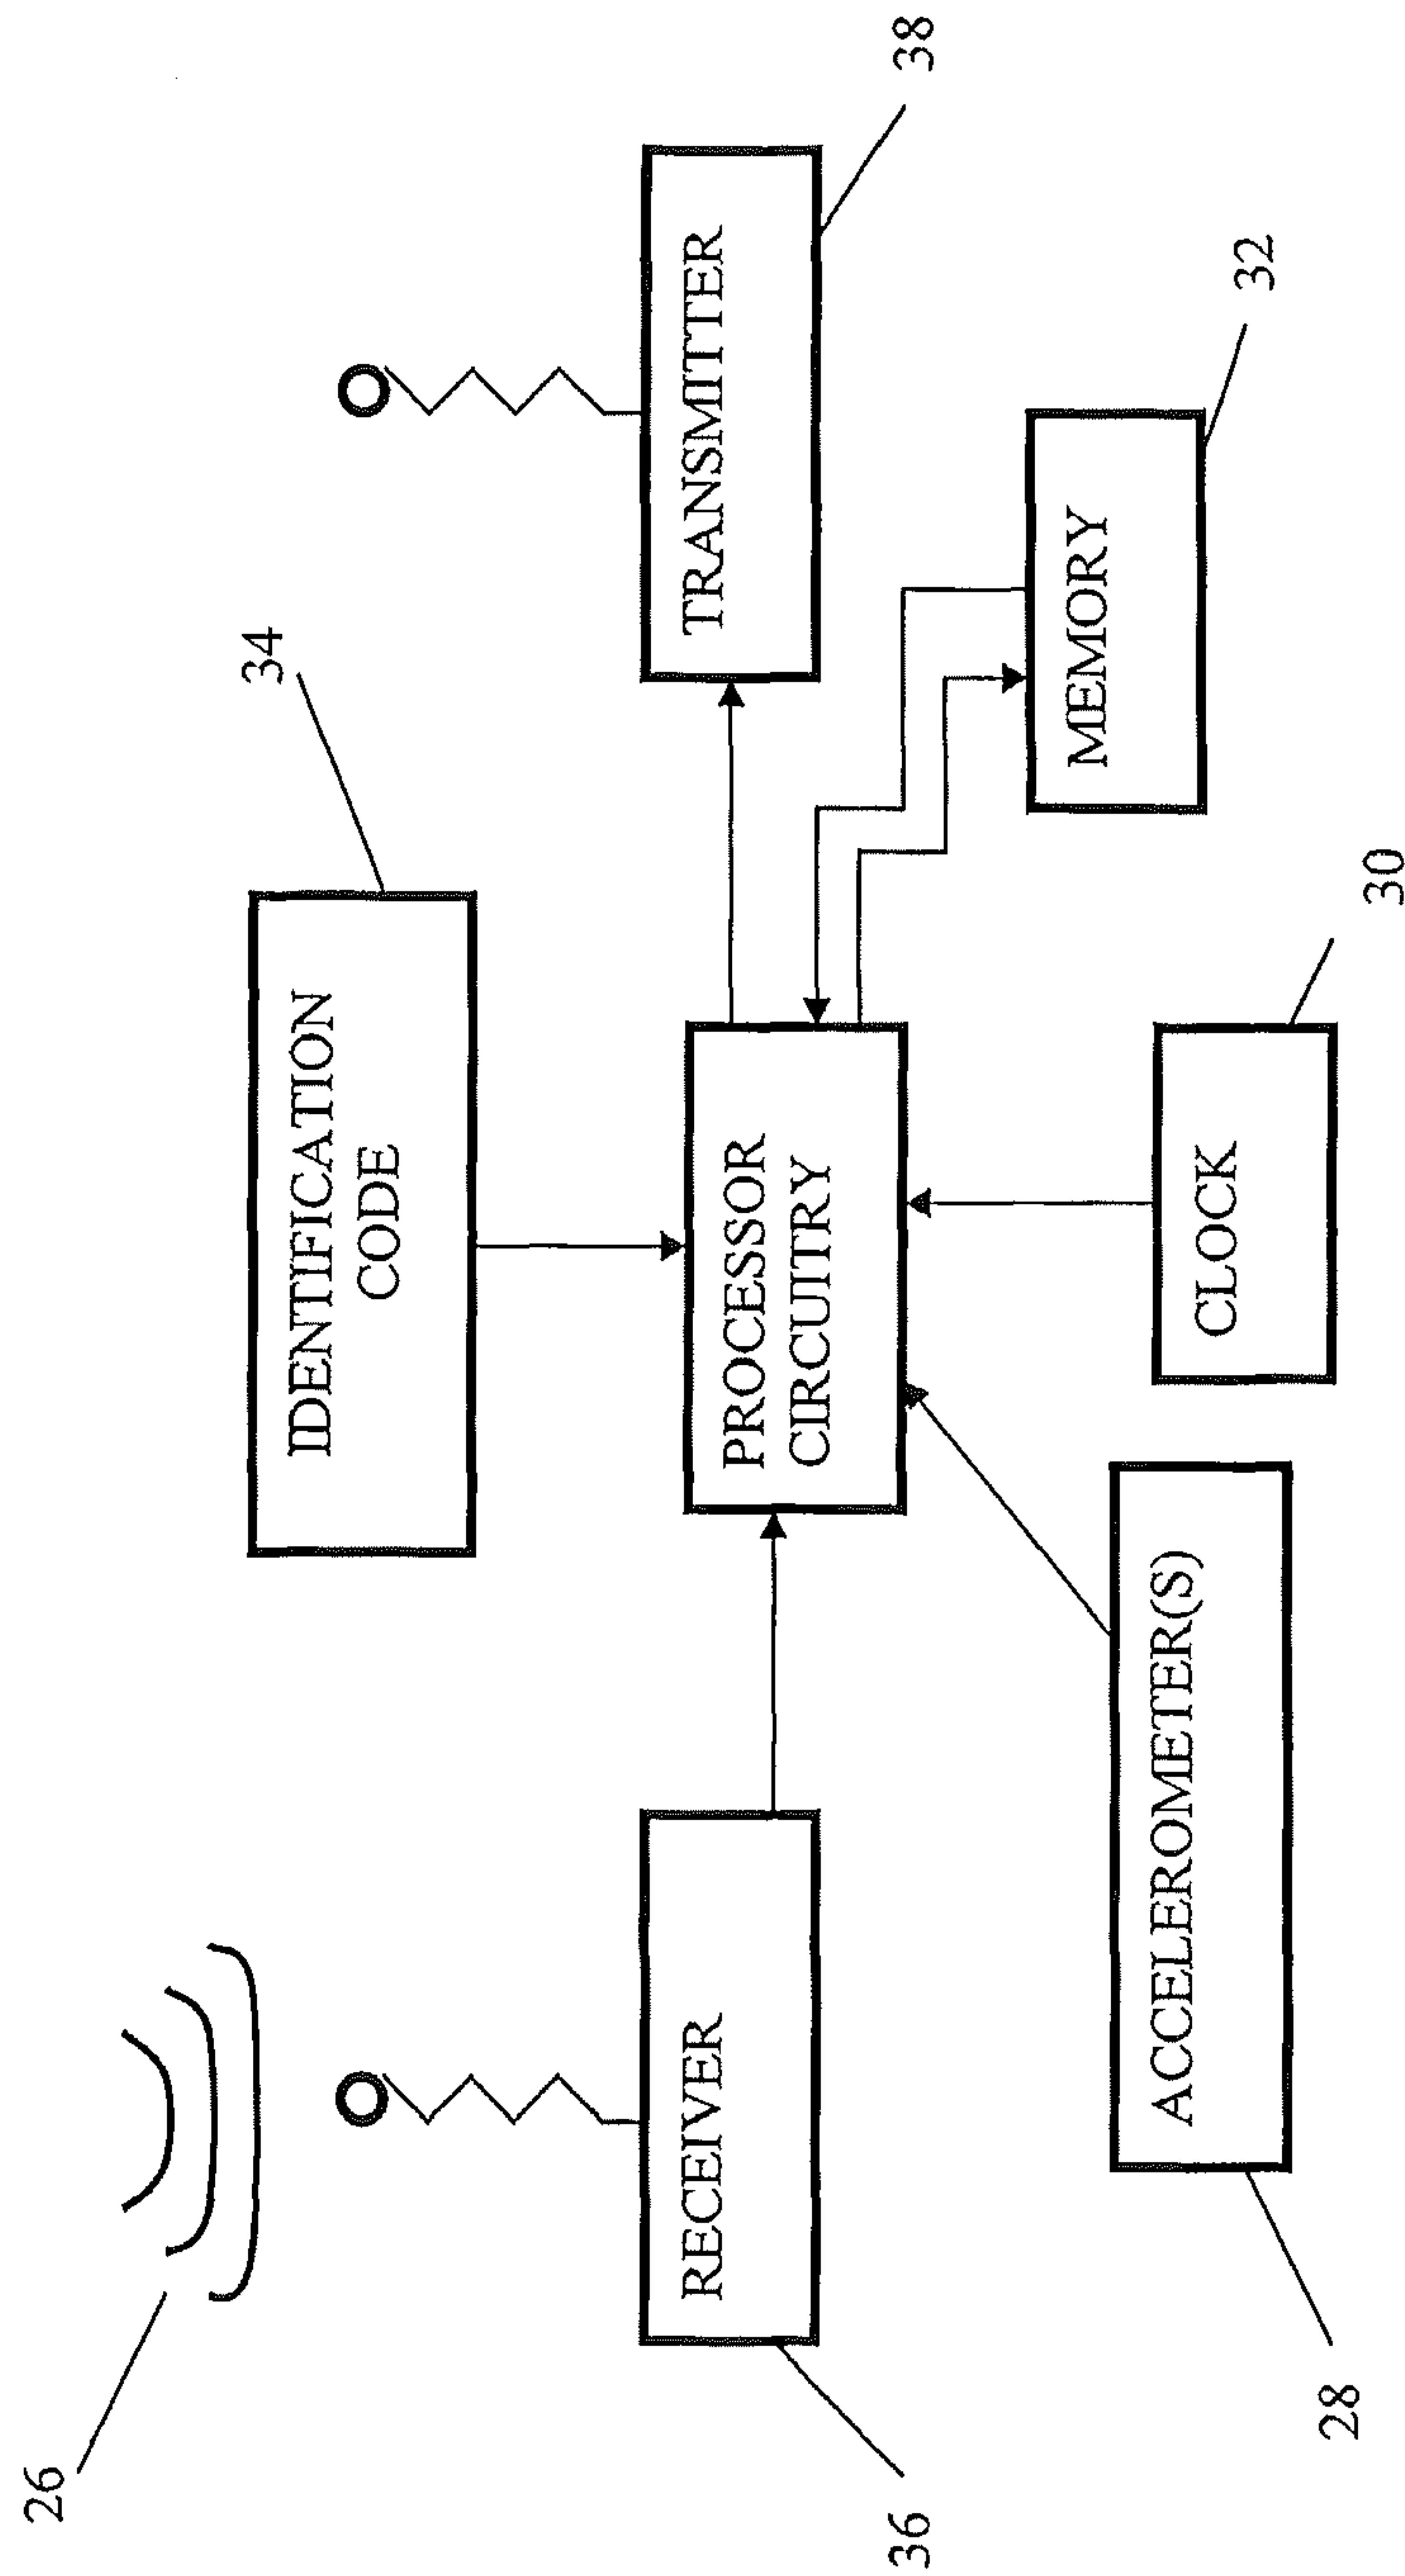 26
34
IDENTIFICATION
CODE
38
RECEIVER
36
PROCESSOR
CIRCUITRY
TRANSMITTER
ACCELEROMETER(S)
28
CLOCK
30
MEMORY
32